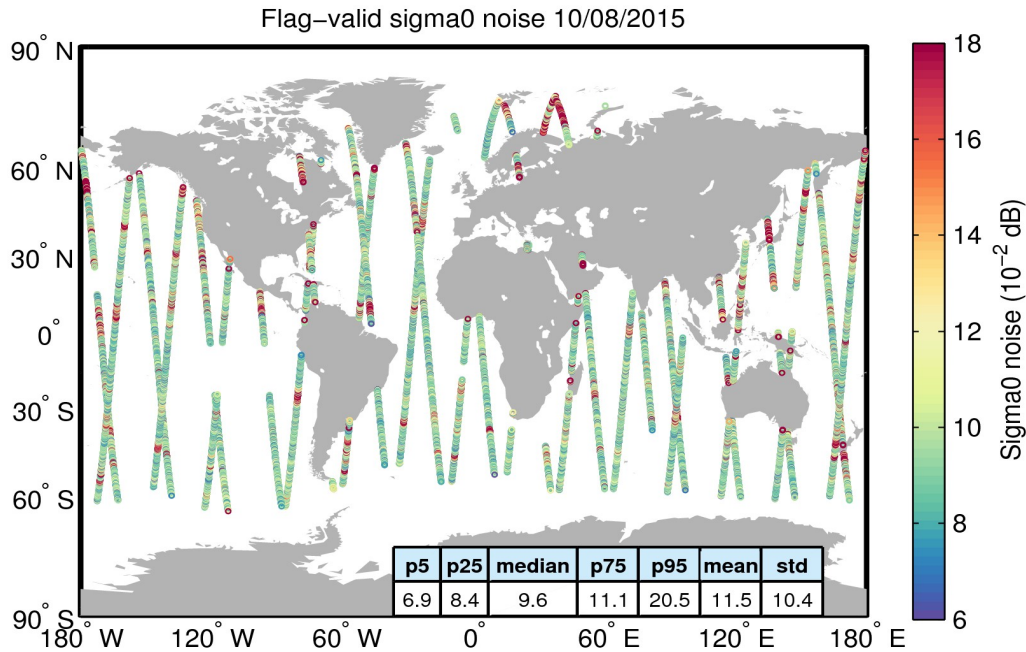 Flag−valid sigma0 noise 10/08/2015
90° N
60° N
30° N
0°
30° S
60° S
90° S
180° W
120° W
60° W
0°
60° E
120° E
180° E
p5 p25 median p75 p95 mean std
6.9 8.4 9.6 11.1 20.5 11.5 10.4
18
16
14
12
10
8
6
Sigma0 noise (10⁻² dB)